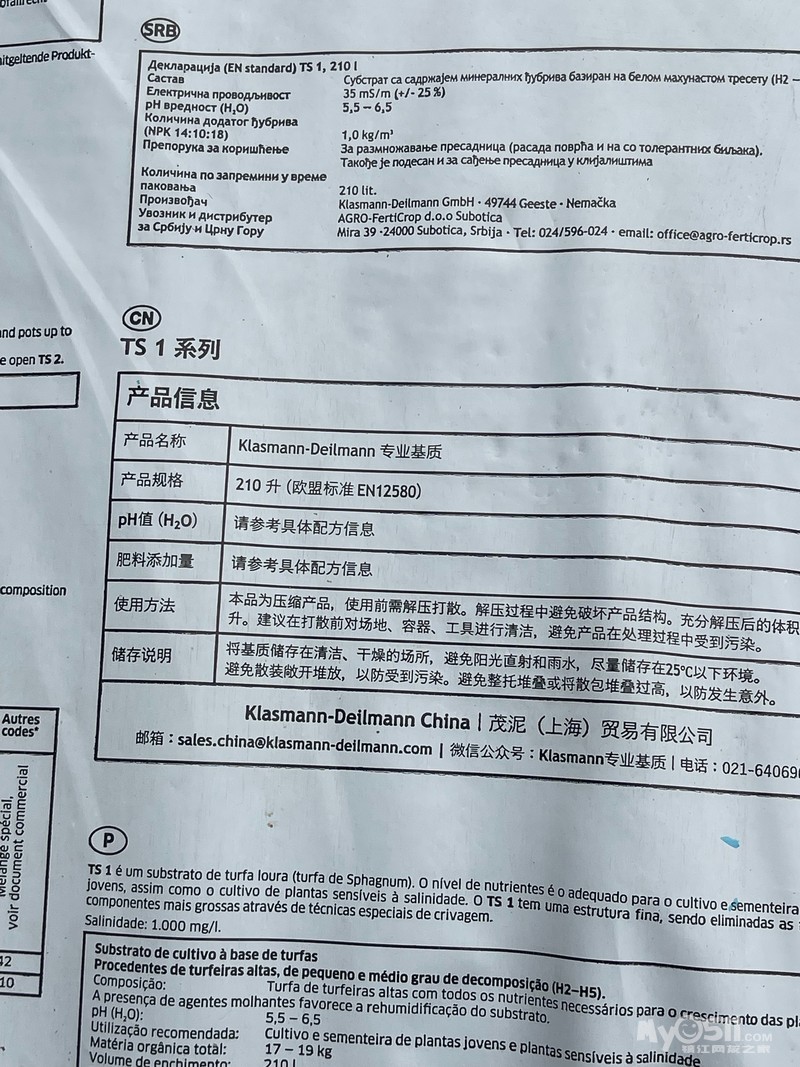 nitgeltende Produkt-
SRB
Декларација (EN standard) TS 1, 210 l
Састав Субстрат са садржајем минералних ђубрива базиран на белом махунастом тресету (H2 –
Електрична проводљивост 35 mS/m (+/- 25 %)
pH вредност (H₂O) 5,5 – 6,5
Количина додатог ђубрива
(NPK 14:10:18) 1,0 kg/m³
Препорука за коришћење За размножавање пресадница (расада поврћа и на со толерантних биљака).
Такође је подесан и за сађење пресадница у клијалиштима
Количина по запремини у време
паковања 210 lit.
Произвођач Klasmann-Deilmann GmbH · 49744 Geeste · Nemačka
Увозник и дистрибутер AGRO-FertiCrop d.o.o Subotica
за Србију и Црну Гору Mira 39 ·24000 Subotica, Srbija · Tel: 024/596-024 · email: office@agro-ferticrop.rs
and pots up to
e open TS 2.
CN
TS 1 系列
产品信息
产品名称 Klasmann-Deilmann 专业基质
产品规格 210 升（欧盟标准 EN12580）
pH值（H₂O） 请参考具体配方信息
肥料添加量 请参考具体配方信息
composition
使用方法 本品为压缩产品，使用前需解压打散。解压过程中避免破坏产品结构。充分解压后的体积
升。建议在打散前对场地、容器、工具进行清洁，避免产品在处理过程中受到污染。
储存说明 将基质储存在清洁、干燥的场所，避免阳光直射和雨水，尽量储存在25℃以下环境。
避免散装敞开堆放，以防受到污染。避免整托堆叠或将散包堆叠过高，以防发生意外。
Klasmann-Deilmann China | 茂泥（上海）贸易有限公司
邮箱：sales.china@klasmann-deilmann.com | 微信公众号：Klasmann专业基质 | 电话：021-640690
Autres
codes*
Mélange spécial,
voir document commercial
42
10
P
TS 1 é um substrato de turfa loura (turfa de Sphagnum). O nível de nutrientes é o adequado para o cultivo e sementeira
jovens, assim como o cultivo de plantas sensíveis à salinidade. O TS 1 tem uma estrutura fina, sendo eliminadas as
componentes mais grossas através de técnicas especiais de crivagem.
Salinidade: 1.000 mg/l.
Substrato de cultivo à base de turfas
Procedentes de turfeiras altas, de pequeno e médio grau de decomposição (H2–H5).
Composição: Turfa de turfeiras altas com todos os nutrientes necessários para o crescimento das pla
A presença de agentes molhantes favorece a rehumidificação do substrato.
pH (H₂O): 5,5 – 6,5
Utilização recomendada: Cultivo e sementeira de plantas jovens e plantas sensíveis à salinidade
Matéria orgânica total: 17 – 19 kg
Volume de enchimento: 210 l
My0511.COM
镇江网友之家